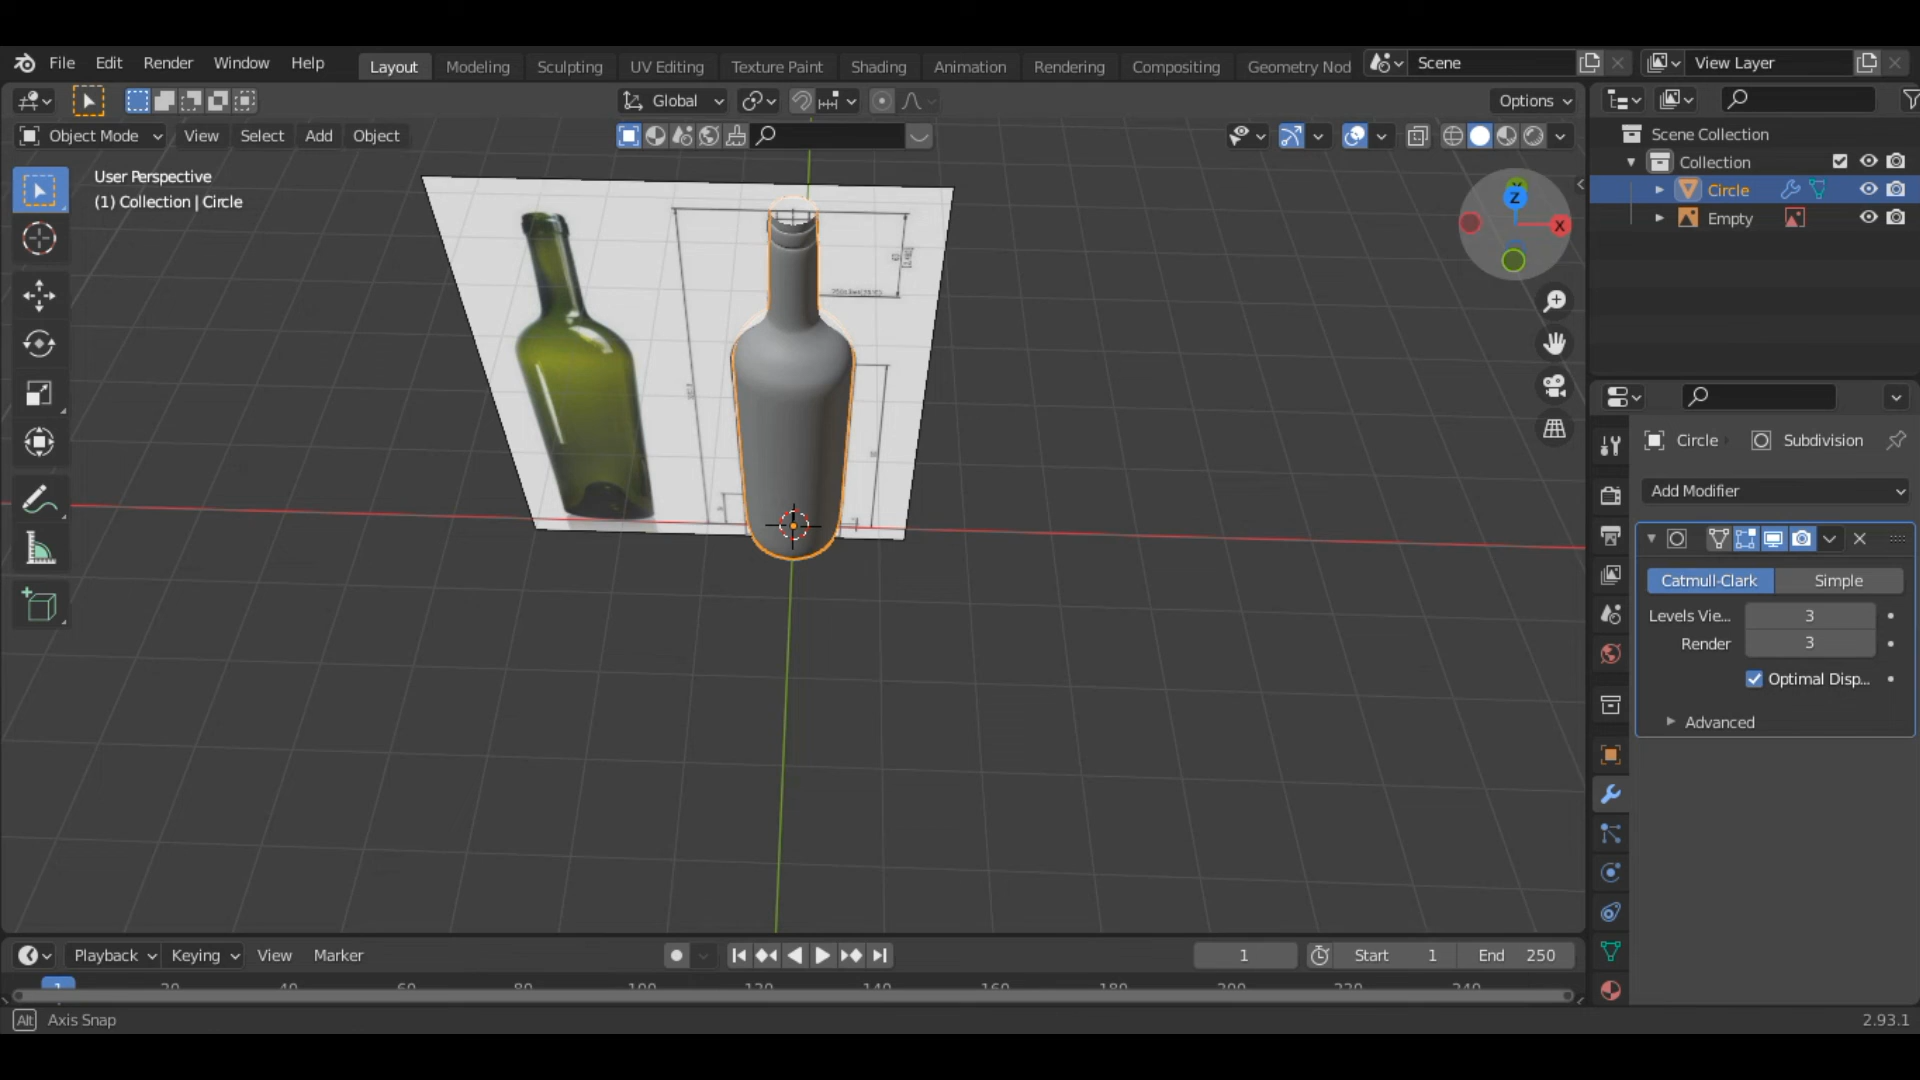 File Edit Render Window Help Layout Modeling Sculpting UV Editing Texture Paint Shading Animation Rendering Compositing Geometry Nod Scene View Layer
Global Options
Object Mode View Select Add Object
User Perspective
(1) Collection | Circle
Z
X
Scene Collection
Collection
Circle
Empty
Circle Subdivision
Add Modifier
Catmull-Clark Simple
Levels Vie... 3
Render 3
Optimal Disp...
Advanced
Playback Keying View Marker 1 Start 1 End 250
1 20 40 60 80 100 120 140 160 180 200 220 240
Alt Axis Snap 2.93.1